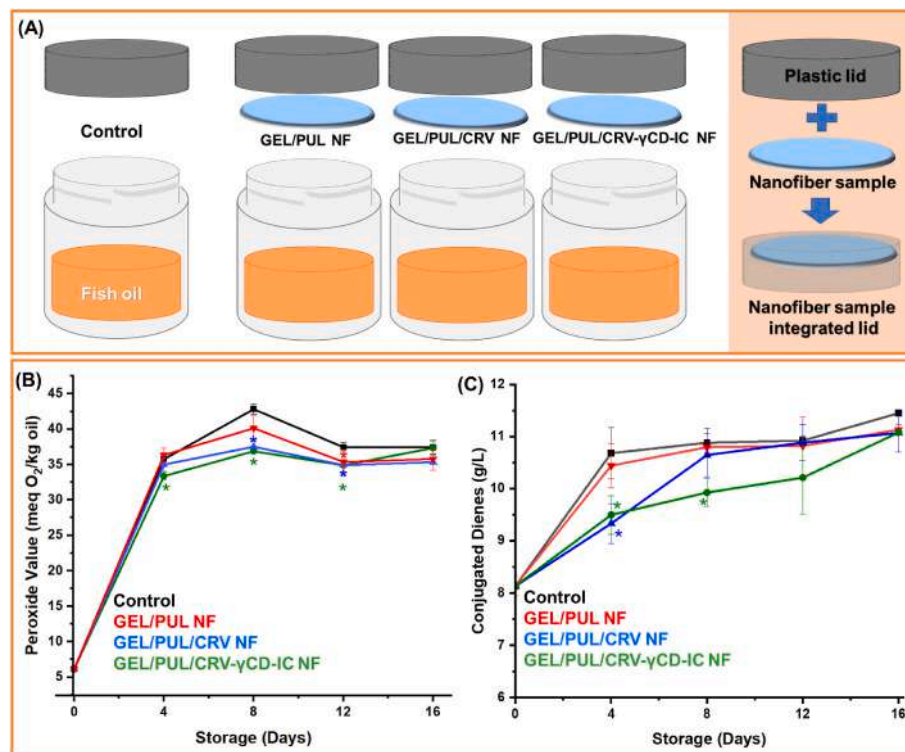 (A)
Control
GEL/PUL NF
GEL/PUL/CRV NF
GEL/PUL/CRV-γCD-IC NF
Fish oil
Plastic lid
Nanofiber sample
Nanofiber sample
integrated lid
(B)
Peroxide Value (meq O₂/kg oil)
45
40
35
30
25
20
15
10
5
*
*
*
*
*
*
Control
GEL/PUL NF
GEL/PUL/CRV NF
GEL/PUL/CRV-γCD-IC NF
0
4
8
12
16
Storage (Days)
(C)
Conjugated Dienes (g/L)
12
11
10
9
8
7
6
*
*
*
Control
GEL/PUL NF
GEL/PUL/CRV NF
GEL/PUL/CRV-γCD-IC NF
0
4
8
12
16
Storage (Days)